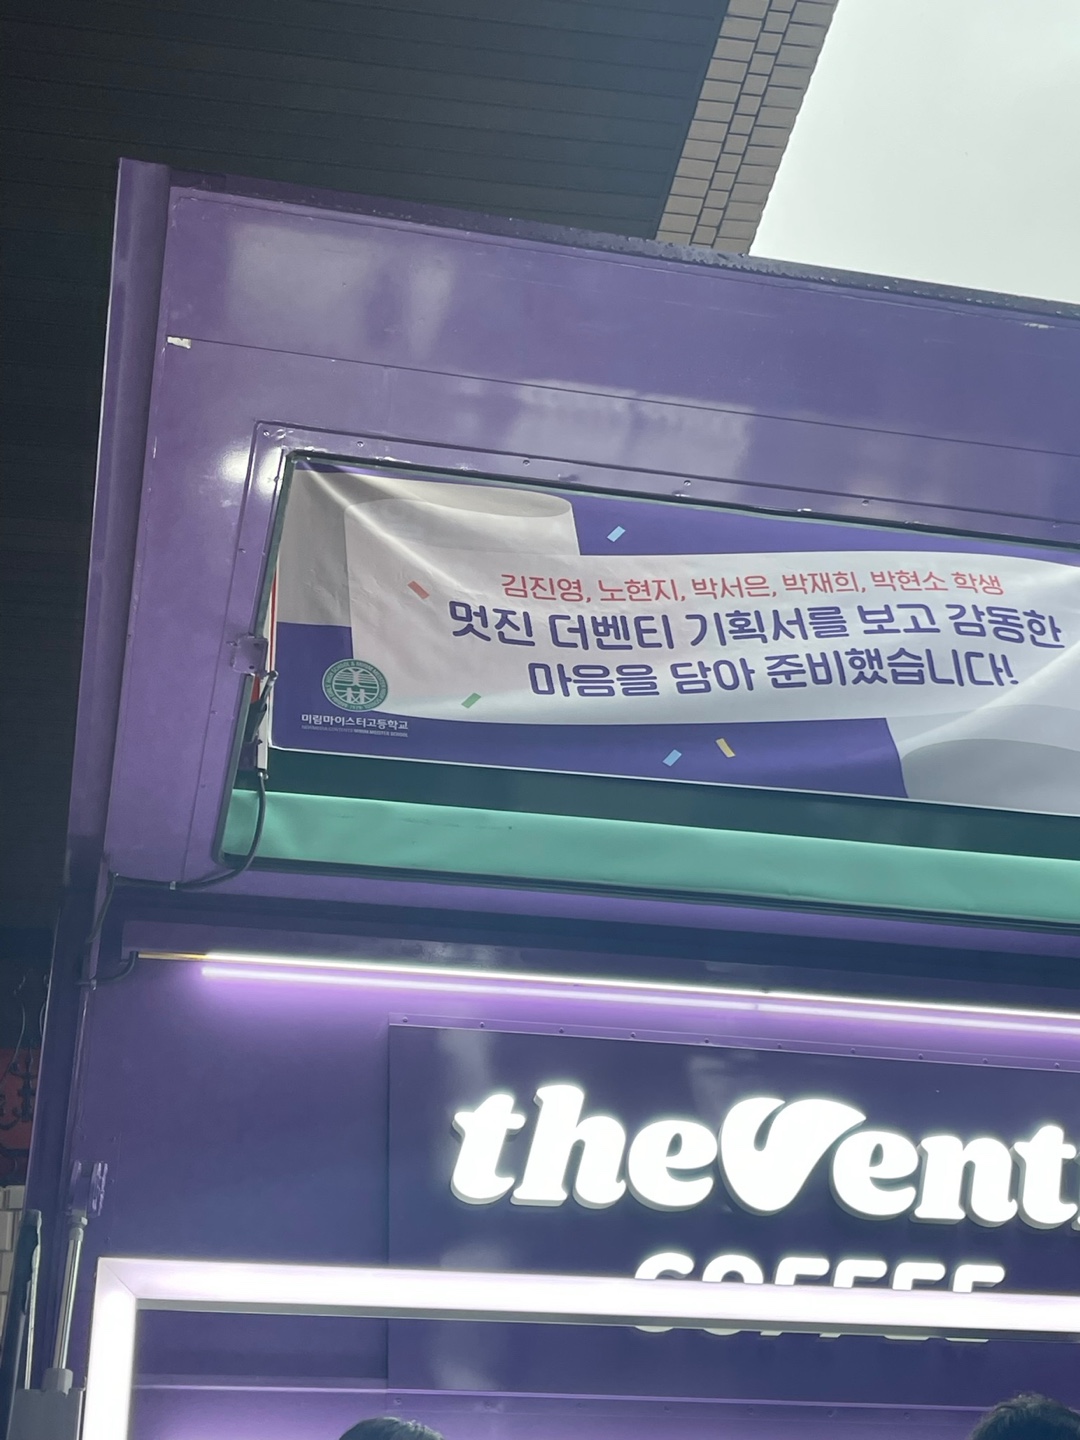 김진영, 노현지, 박서은, 박재희, 박현소 학생
멋진 더벤티 기획서를 보고 감동한
마음을 담아 준비했습니다!
미림마이스터고등학교
theVent
COFFEE